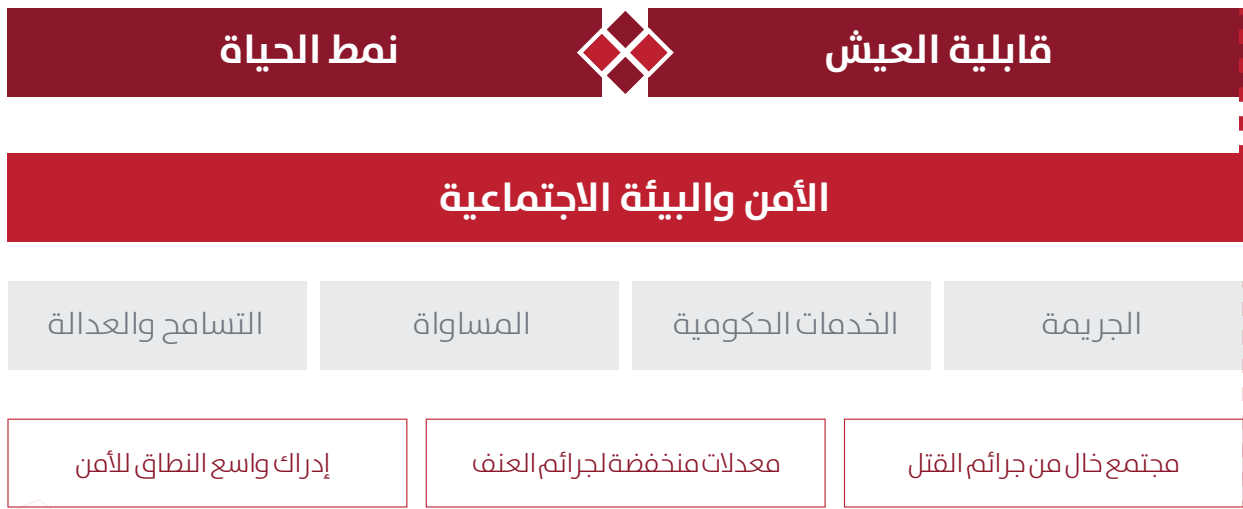 قابلية العيش
نمط الحياة
الأمن والبيئة الاجتماعية
الجريمة
الخدمات الحكومية
المساواة
التسامح والعدالة
مجتمع خال من جرائم القتل
معدلات منخفضة لجرائم العنف
إدراك واسع النطاق للأمن